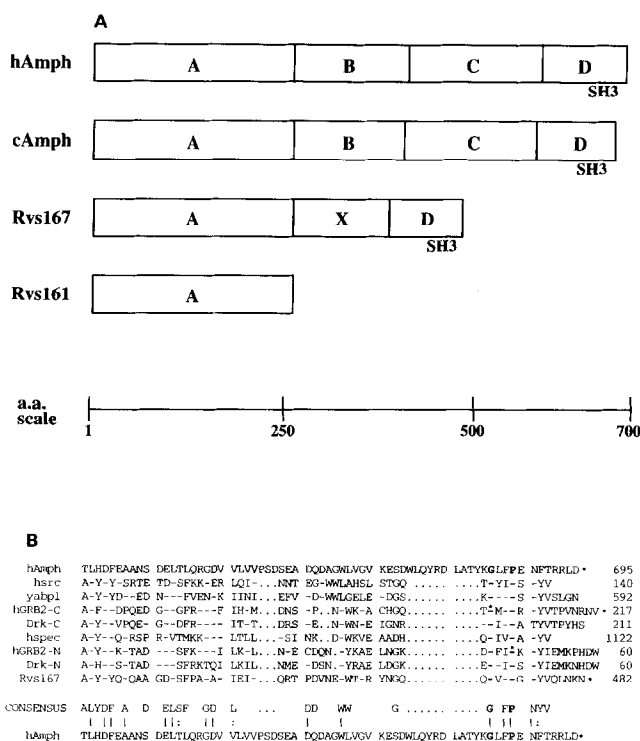 A
hAmph A B C D
SH3
cAmph A B C D
SH3
Rvs167 A X D
SH3
Rvs161 A
a.a.
scale
1 250 500 700
B
hAmph TLHDFEAANS DELTLQRGDV VLVVPSDSEA DQDAGWLVGV KESDWLQYRD LATYKGLFPE NFTRRLD* 695
hsrc A-Y-Y-SRTE TD-SFKK-ER LQI-...NNT EG-WWLAHSL STGQ...... ....T-YI-S -YV 140
yabp1 A-Y-YD--ED N---FVEN-K IINI...... EFV -D-WWLGELE -DGS...... ....K------ -YVSLGN 592
hGRB2-C A-F--DPQED G--GFR---F IH-M...DNS -P..N-WK-A CHGQ...... ....T-M--R -YVTPVNRNV* 217
Drk-C A-Y--VPQE- G--DF----- IT-T...DRS -E..N-WN-E IGNR...... ....I----A TYVTPYHS 211
hspec A-Y--Q-RSP R-VTMKK--- LTLL...-SI NK..D-WKVE AADH...... ....Q-IV-A -YV 1122
hGRB2-N A-Y--K-TAD ---SF---I- LK-L...N-E CDQN.-YKAE LNGK...... ....D-FI-K -Y-YIEMKPHDW 60
Drk-N A-H--S-TAD ---SFRKTQI LKIL...NME -DSN.-YRAE LDGK...... ....E--I-S -YIEMKNHDW 60
Rvs167 A-Y-YQ-QAA GD-SFPA-A- IEI-...QRT PDVNE-WT-R YNGQ...... ....Q-V--G -YVQLNKN* 482
CONSENSUS ALYDF A D ELSF GD L DD WW G G FP NYV
hAmph TLHDFEAANS DELTLQRGDV VLVVPSDSEA DQDAGWLVGV KESDWLQYRD LATYKGLFPE NFTRRLD*